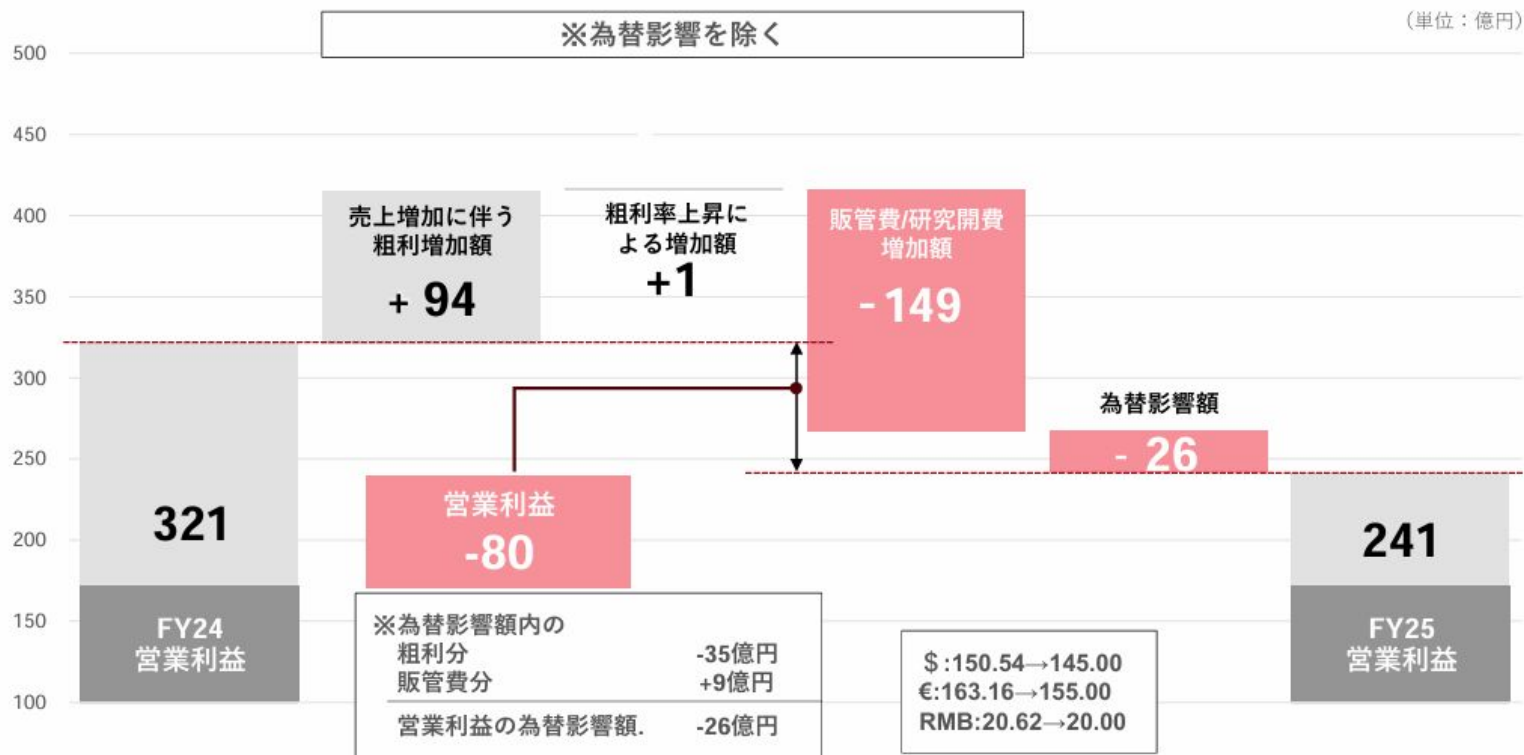 (単位：億円)
※為替影響を除く
500
450
400
350
300
250
200
150
100
321
FY24
営業利益
売上増加に伴う
粗利増加額
+ 94
粗利率上昇に
よる増加額
+1
販管費/研究開費
増加額
- 149
営業利益
-80
為替影響額
- 26
241
FY25
営業利益
※為替影響額内の
粗利分 -35億円
販管費分 +9億円
営業利益の為替影響額. -26億円
$ :150.54→145.00
€:163.16→155.00
RMB:20.62→20.00